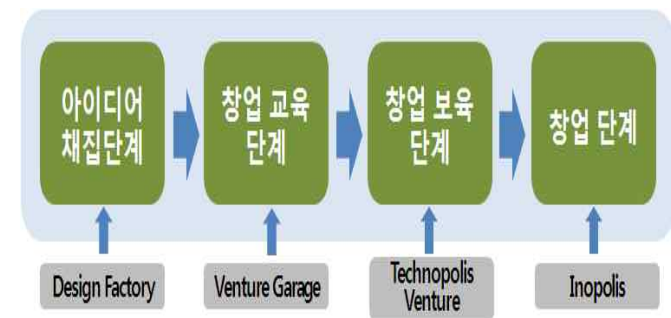 아이디어
채집단계
창업 교육
단계
창업 보육
단계
창업 단계
Design Factory
Venture Garage
Technopolis
Venture
Inopolis